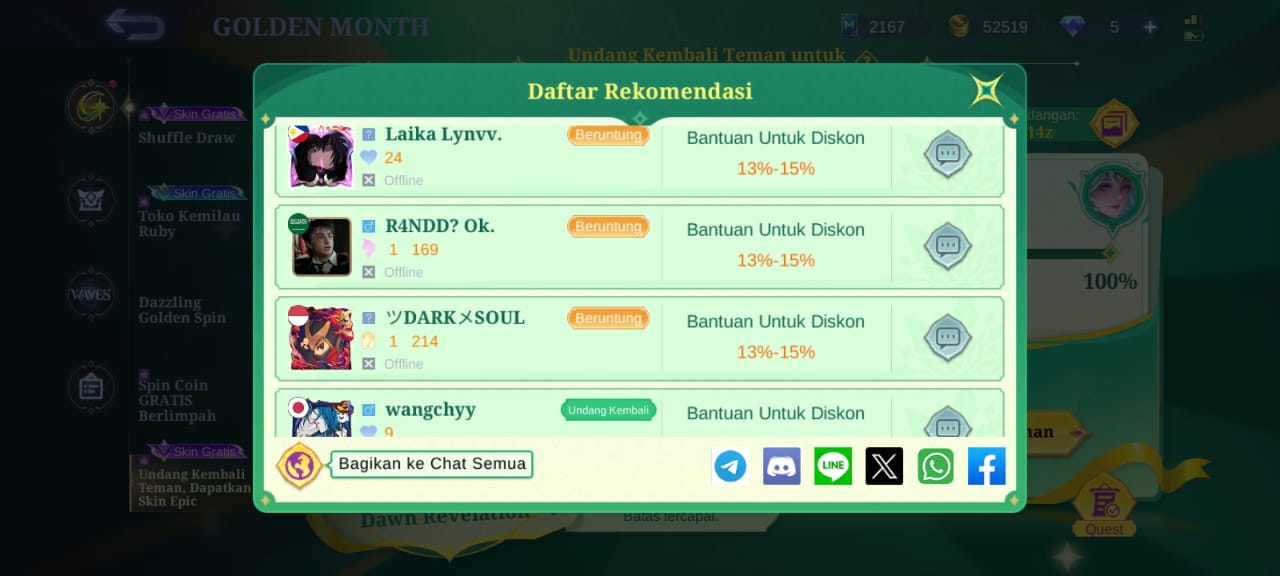 GOLDEN MONTH
2167
52519
5
Undang Kembali Teman untuk
Daftar Rekomendasi
Skin Gratis
Shuffle Draw
Skin Gratis
Toko Kemilau
Ruby
WAVES
Dazzling
Golden Spin
Spin Coin
GRATIS
Berlimpah
Skin Gratis
Undang Kembali
Teman, Dapatkan
Skin Epic
Laika Lynvv.
Beruntung
24
Offline
Bantuan Untuk Diskon
13%-15%
R4NDD? Ok.
Beruntung
1 169
Offline
Bantuan Untuk Diskon
13%-15%
ツDARKメSOUL
Beruntung
1 214
Offline
Bantuan Untuk Diskon
13%-15%
wangchyy
Undang Kembali
9
Bantuan Untuk Diskon
Bagikan ke Chat Semua
LINE
dangan:
14z
100%
nan
Quest
Dawn Revelation
Batas tercapai.